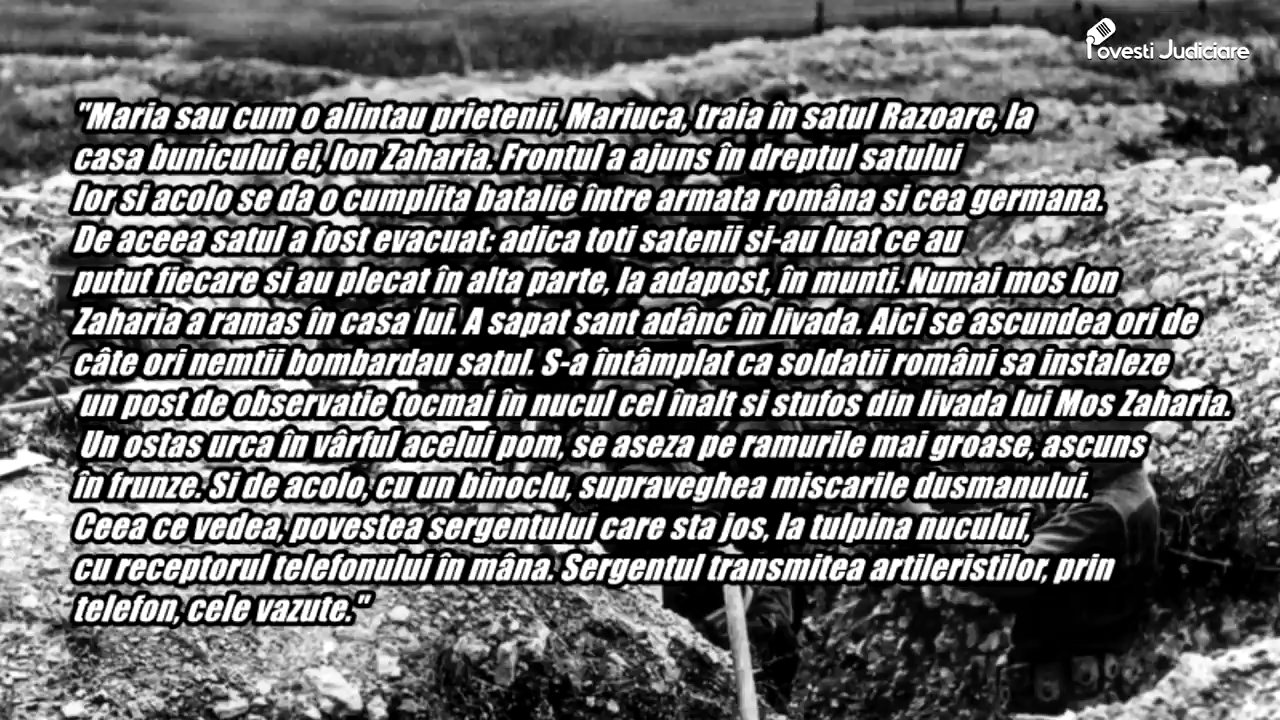 Povesti Judiciare
"Maria sau cum o alintau prietenii, Mariuca, traia în satul Razoare, la
casa bunicului ei, Ion Zaharia. Frontul a ajuns în dreptul satului
lor si acolo se da o cumplita batalie între armata româna si cea germana.
De aceea satul a fost evacuat: adica toti satenii si-au luat ce au
putut fiecare si au plecat în alta parte, la adapost, în munti. Numai mos Ion
Zaharia a ramas în casa lui. A sapat sant adânc în livada. Aici se ascundea ori de
câte ori nemtii bombardau satul. S-a întâmplat ca soldatii români sa instaleze
un post de observatie tocmai în nucul cel înalt si stufos din livada lui Mos Zaharia.
Un ostas urca în vârful acelui pom, se aseza pe ramurile mai groase, ascuns
în frunze. Si de acolo, cu un binoclu, supraveghea miscarile dusmanului.
Ceea ce vedea, povestea sergentului care sta jos, la tulpina nucului,
cu receptorul telefonului în mâna. Sergentul transmitea artileristilor, prin
telefon, cele vazute."